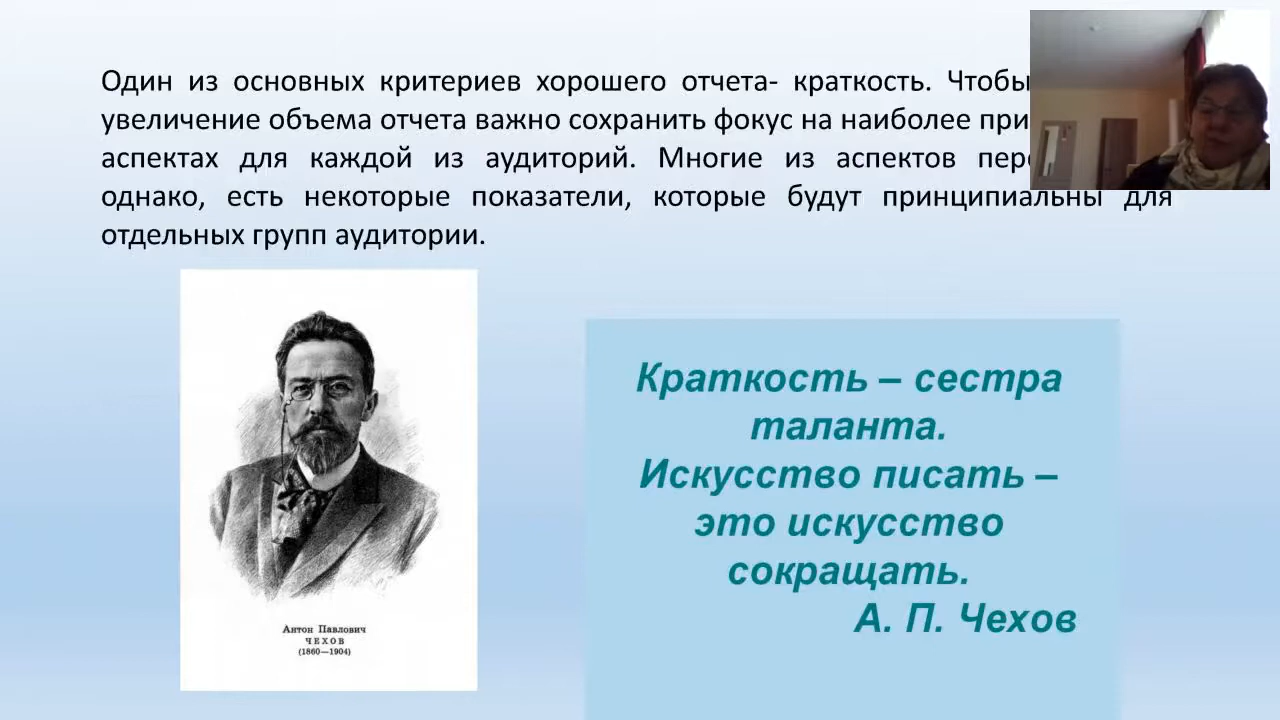 Один из основных критериев хорошего отчета- краткость. Чтобы
увеличение объема отчета важно сохранить фокус на наиболее
аспектах для каждой из аудиторий. Многие из аспектов
однако, есть некоторые показатели, которые будут принципиальны для
отдельных групп аудитории.
Краткость – сестра
таланта.
Искусство писать –
это искусство
сокращать.
А. П. Чехов
Антон Павлович
ЧЕХОВ
(1860—1904)